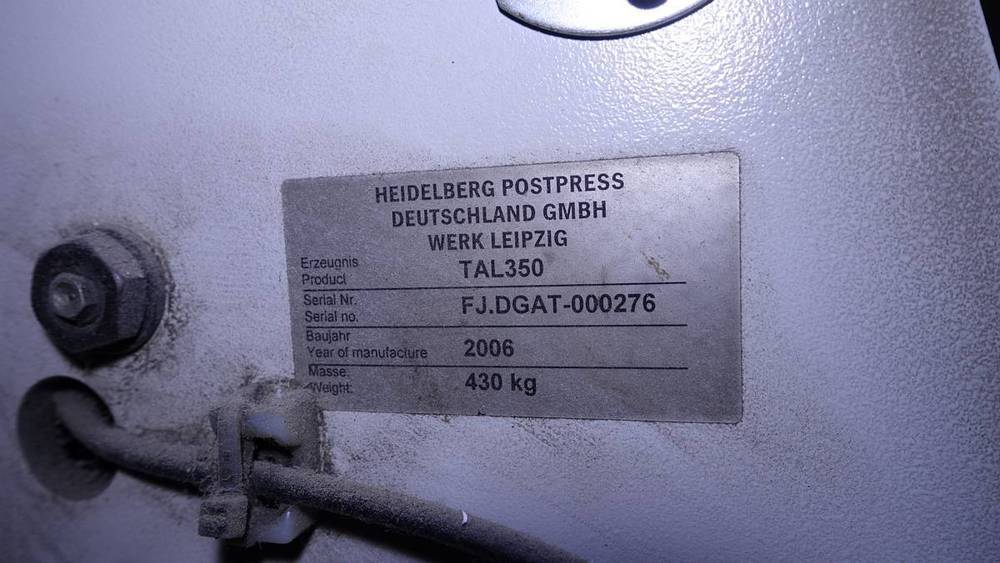 HEIDELBERG POSTPRESS
DEUTSCHLAND GMBH
WERK LEIPZIG
Erzeugnis
Product TAL350
Serial Nr.
Serial no. FJ.DGAT-000276
Baujahr
Year of manufacture 2006
Masse:
Weight: 430 kg